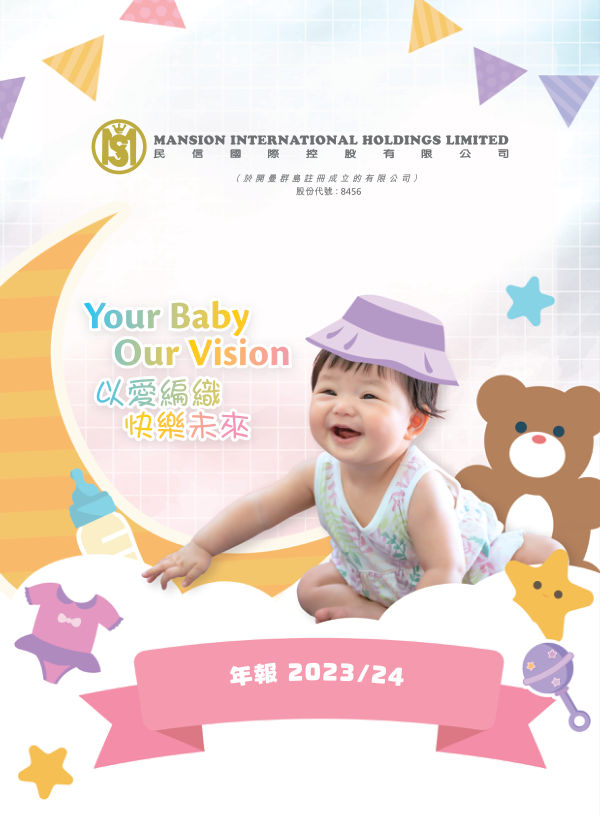 MS
MANSION INTERNATIONAL HOLDINGS LIMITED
民信國際控股有限公司
（於開曼群島註冊成立的有限公司）
股份代號 : 8456
Your Baby
Our Vision
以愛編織
快樂未來
年報 2023/24